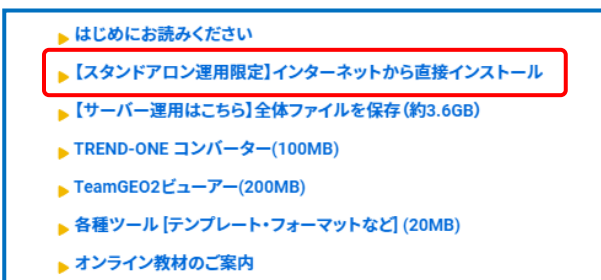 はじめにお読みください
【スタンドアロン運用限定】インターネットから直接インストール
【サーバー運用はこちら】全体ファイルを保存（約3.6GB）
TREND-ONE コンバーター(100MB)
TeamGEO2ビューアー(200MB)
各種ツール [テンプレート・フォーマットなど] (20MB)
オンライン教材のご案内